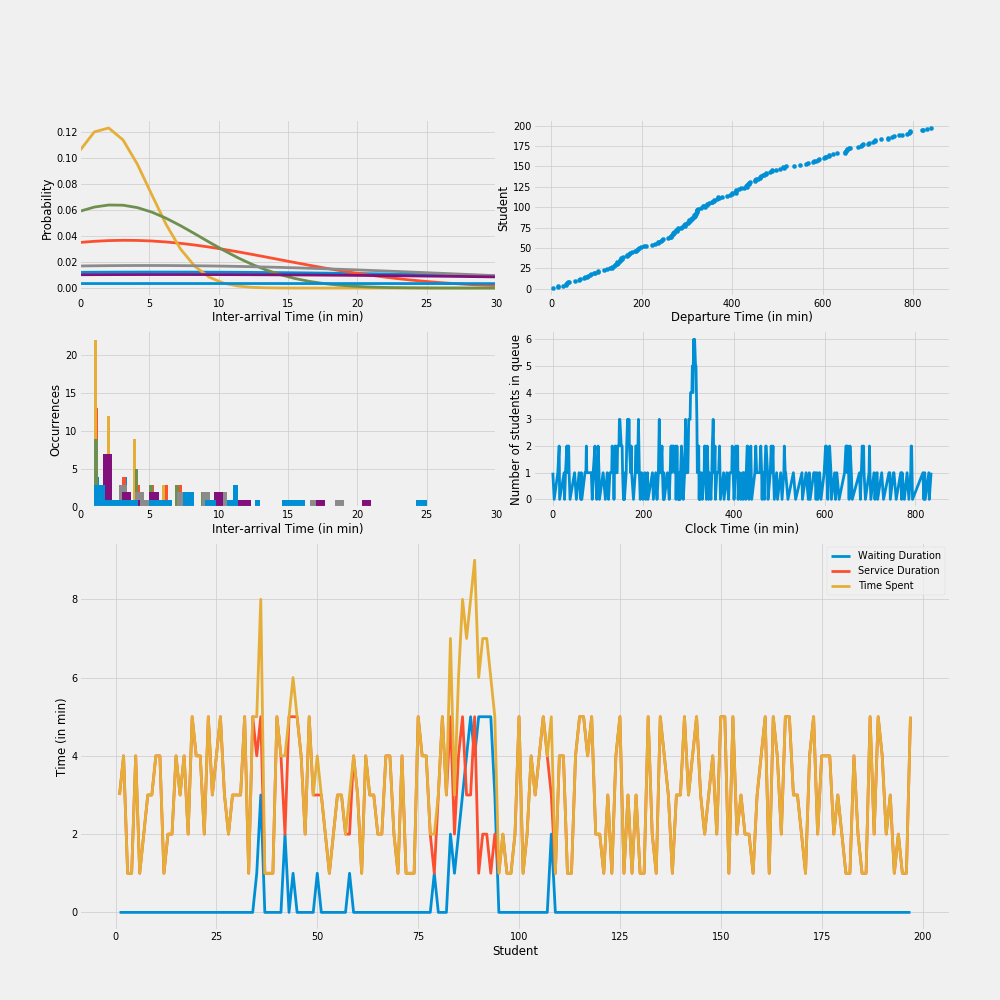 0.12
0.10
0.08
0.06
0.04
0.02
0.00
Probability
0 5 10 15 20 25 30
Inter-arrival Time (in min)
200
175
150
125
100
75
50
25
0
Student
0 200 400 600 800
Departure Time (in min)
20
15
10
5
0
Occurrences
0 5 10 15 20 25 30
Inter-arrival Time (in min)
6
5
4
3
2
1
0
Number of students in queue
0 200 400 600 800
Clock Time (in min)
Waiting Duration
Service Duration
Time Spent
8
6
4
2
0
Time (in min)
0 25 50 75 100 125 150 175 200
Student